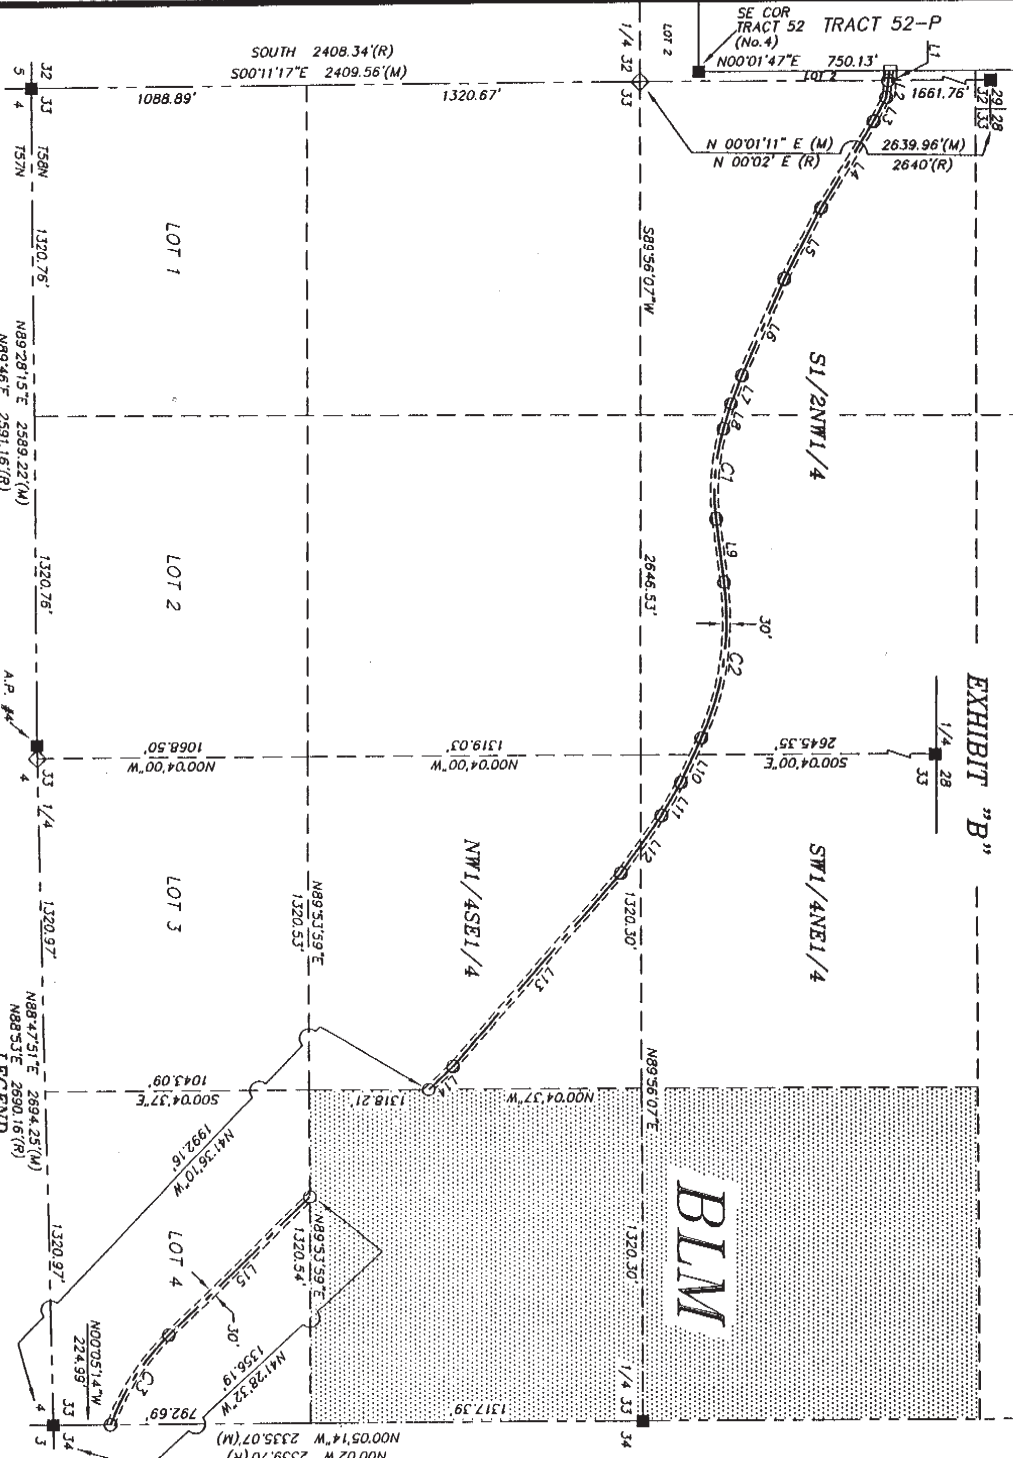 SE COR
TRACT 52
(No.4)
TRACT 52-P
N00°01'47"E 750.13'
LOT 2
LOT 2
L1
L2
L3
L4
L5
L6
L7
L8
C1
L9
C2
L10
L11
L12
L13
L14
L15
C3
1661.76'
29 28
32 33
SOUTH 2408.34'(R)
S00°11'17"E 2409.56'(M)
1088.89'
1320.67'
1/4 32
33
32 33
5 4
T58N
T57N
N 00°01'11" E (M)
N 00°02' E (R)
2639.96'(M)
2640'(R)
LOT 1
1320.76'
S89°56'07"W
2646.53'
S1/2NW1/4
N89°28'15"E 2589.22'(M)
N89°46'E 2591.16'(R)
LOT 2
1320.76'
30'
EXHIBIT "B"
1/4 28
33
2645.35'
S00°04'00"E
1319.03'
N00°04'00"W
1068.50'
N00°04'00"W
A.P. #4
33 1/4
4
LOT 3
1320.97'
N89°53'59"E
1320.53'
NW1/4SE1/4
SW1/4NE1/4
1320.30'
N89°56'07"E
N88°47'51"E 2694.25'(M)
N88°53'E 2690.16'(R)
LEGEND
1043.09'
S00°04'37"E
1318.21'
N00°04'37"W
N41°36'10"W
1992.16'
BLM
1320.30'
N89°53'59"E
1320.54'
LOT 4
30'
1320.97'
N41°28'32"W
1356.19'
N00°05'14"W
224.99'
792.69'
1317.39'
1/4 33
34
33 34
4 3
N00°05'14"W 2335.07'(M)
N00°02'W 2339.70'(R)